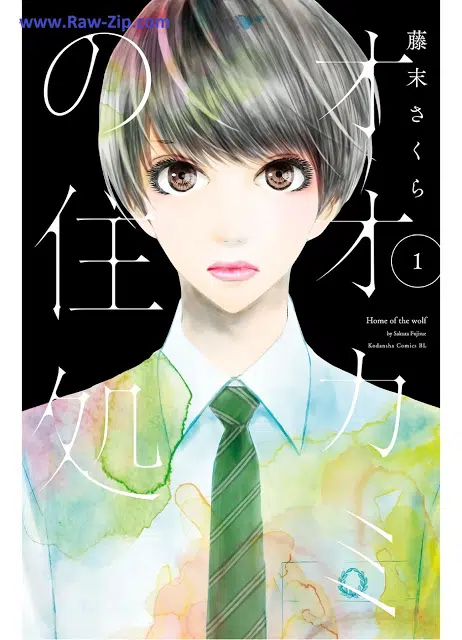 www.Raw-Zip.com
オオカミ
の住処
藤末さくら
1
Home of the wolf
by Sakura Fujisue
Kodansha Comics BL